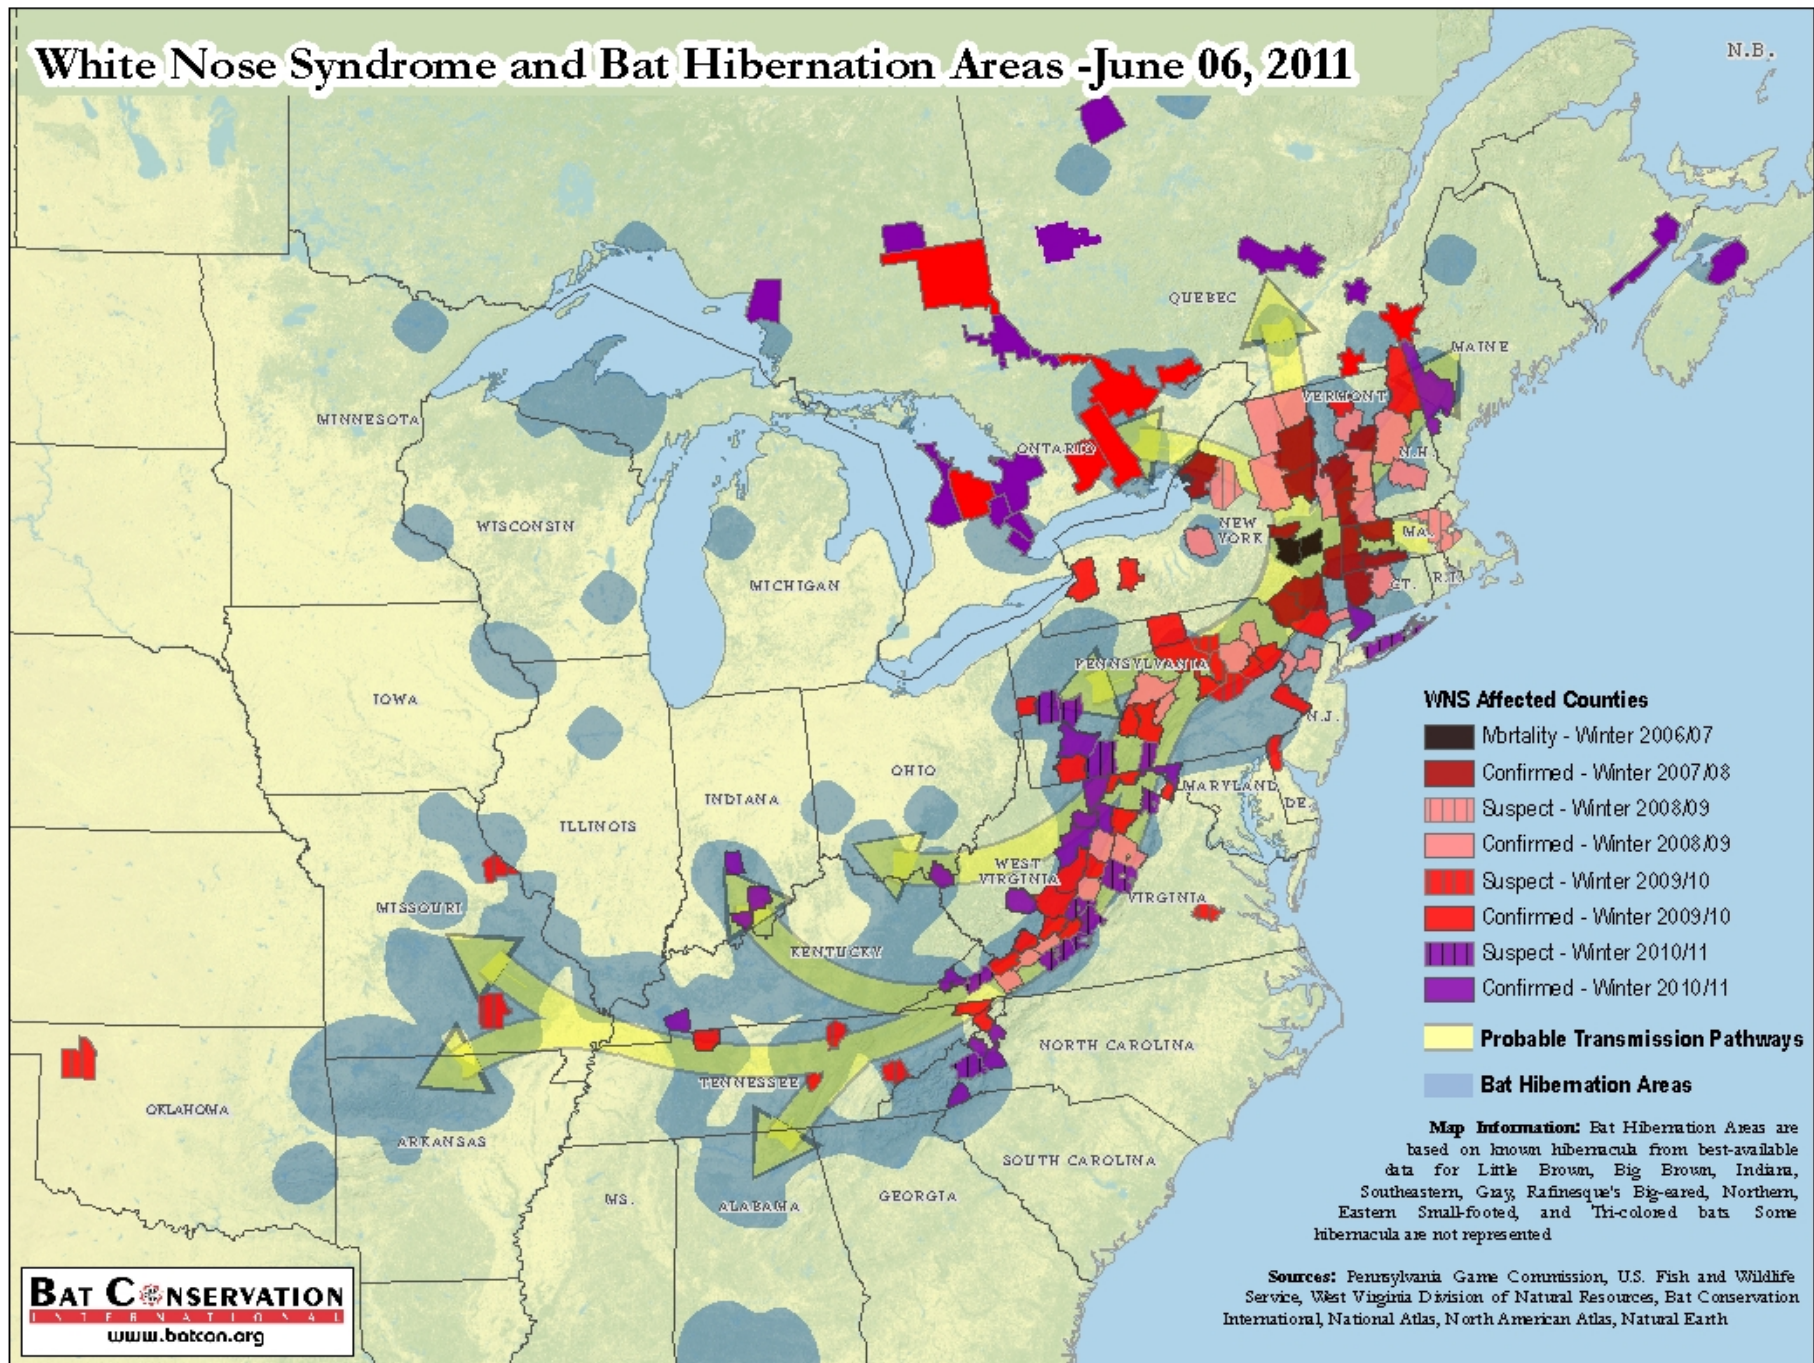 White Nose Syndrome and Bat Hibernation Areas -June 06, 2011
N.B.
QUEBEC
MAINE
MINNESOTA
VERMONT
ONTARIO
N.H.
WISCONSIN
NEW
YORK
MA.
MICHIGAN
CT.
R.I.
PENNSYLVANIA
IOWA
N.J.
OHIO
INDIANA
MARYLAND
DE.
ILLINOIS
WEST
VIRGINIA
VIRGINIA
MISSOURI
KENTUCKY
NORTH CAROLINA
TENNESSEE
OKLAHOMA
ARKANSAS
SOUTH CAROLINA
MS.
ALABAMA
GEORGIA
WNS Affected Counties
Mortality - Winter 2006/07
Confirmed - Winter 2007/08
Suspect - Winter 2008/09
Confirmed - Winter 2008/09
Suspect - Winter 2009/10
Confirmed - Winter 2009/10
Suspect - Winter 2010/11
Confirmed - Winter 2010/11
Probable Transmission Pathways
Bat Hibernation Areas
Map Information: Bat Hibernation Areas are
based on known hibernacula from best-available
data for Little Brown, Big Brown, Indiana,
Southeastern, Gray, Rafinesque's Big-eared, Northern,
Eastern Small-footed, and Tri-colored bats. Some
hibernacula are not represented
Sources: Pennsylvania Game Commission, U.S. Fish and Wildlife
Service, West Virginia Division of Natural Resources, Bat Conservation
International, National Atlas, North American Atlas, Natural Earth
BAT CONSERVATION
INTERNATIONAL
www.batcon.org